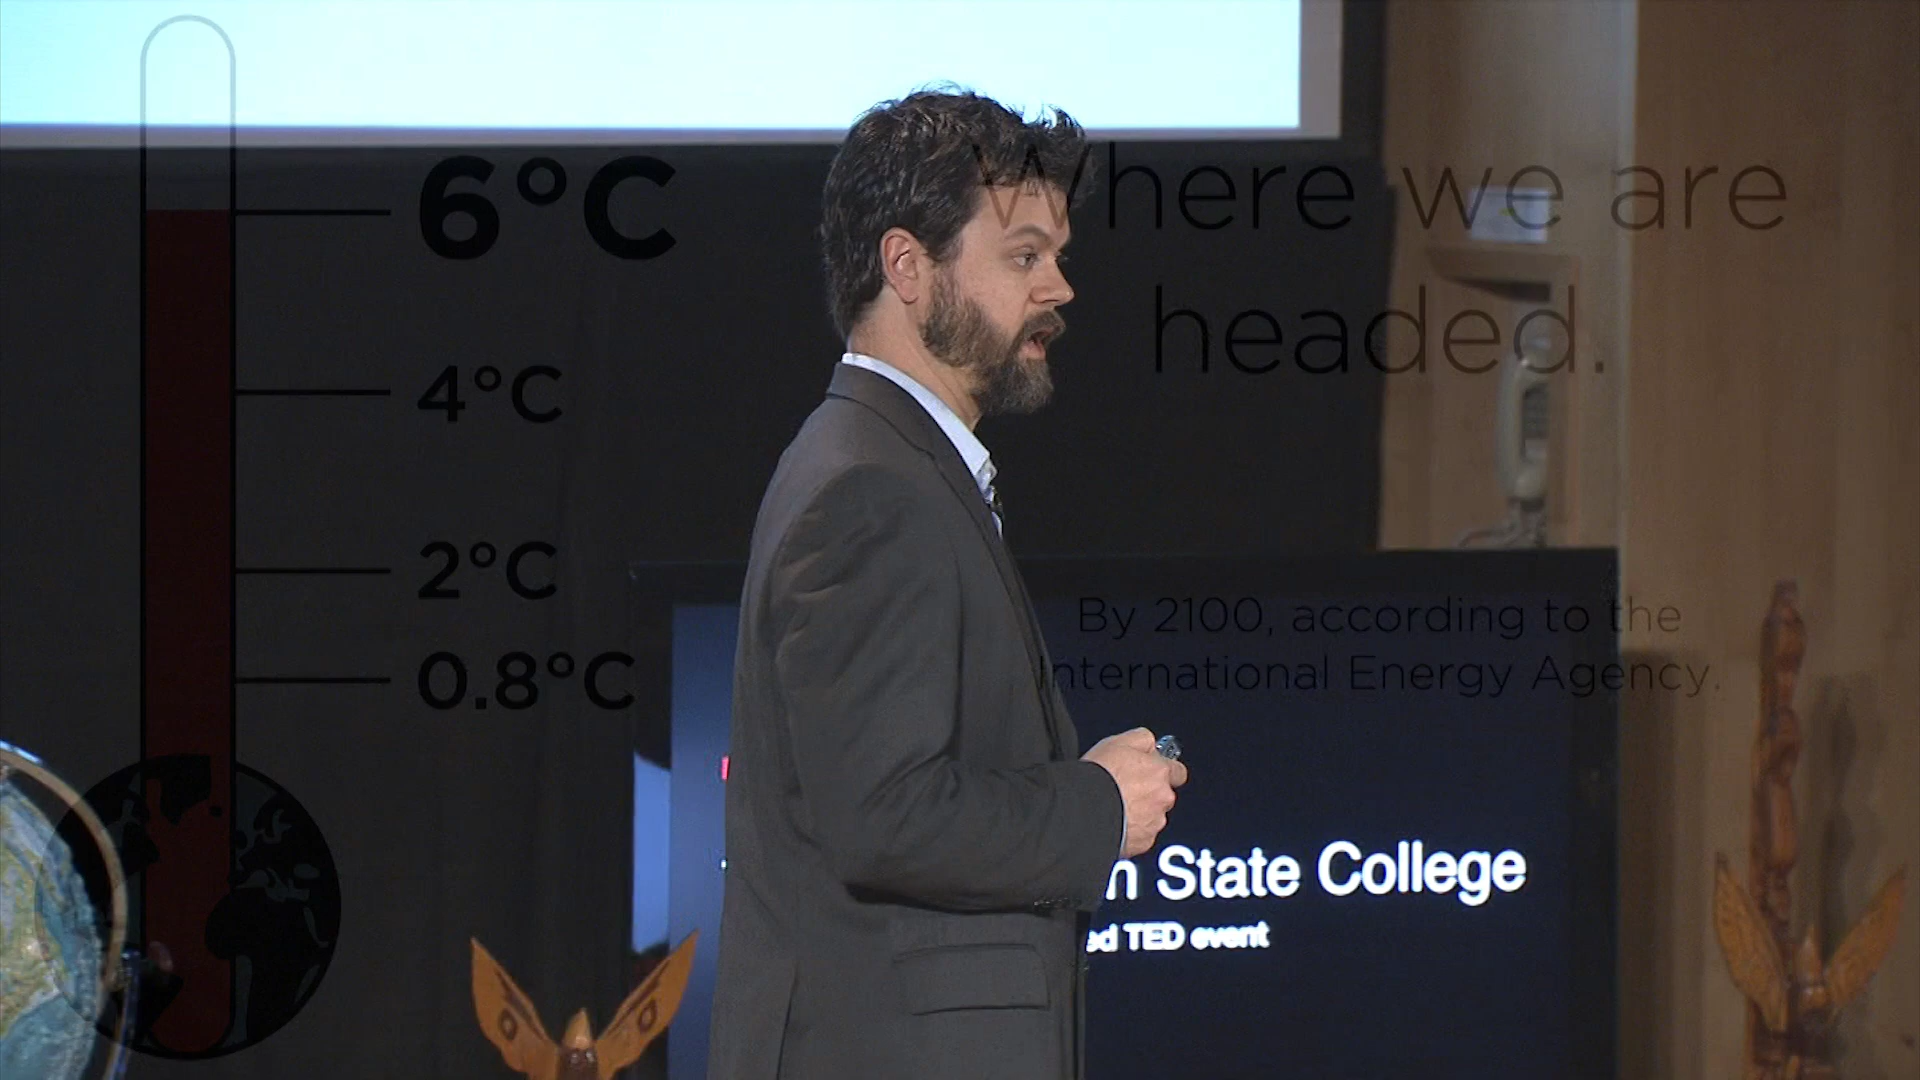 6°C
4°C
2°C
0.8°C
Where we are
headed.
By 2100, according to the
International Energy Agency.
State College
TED event